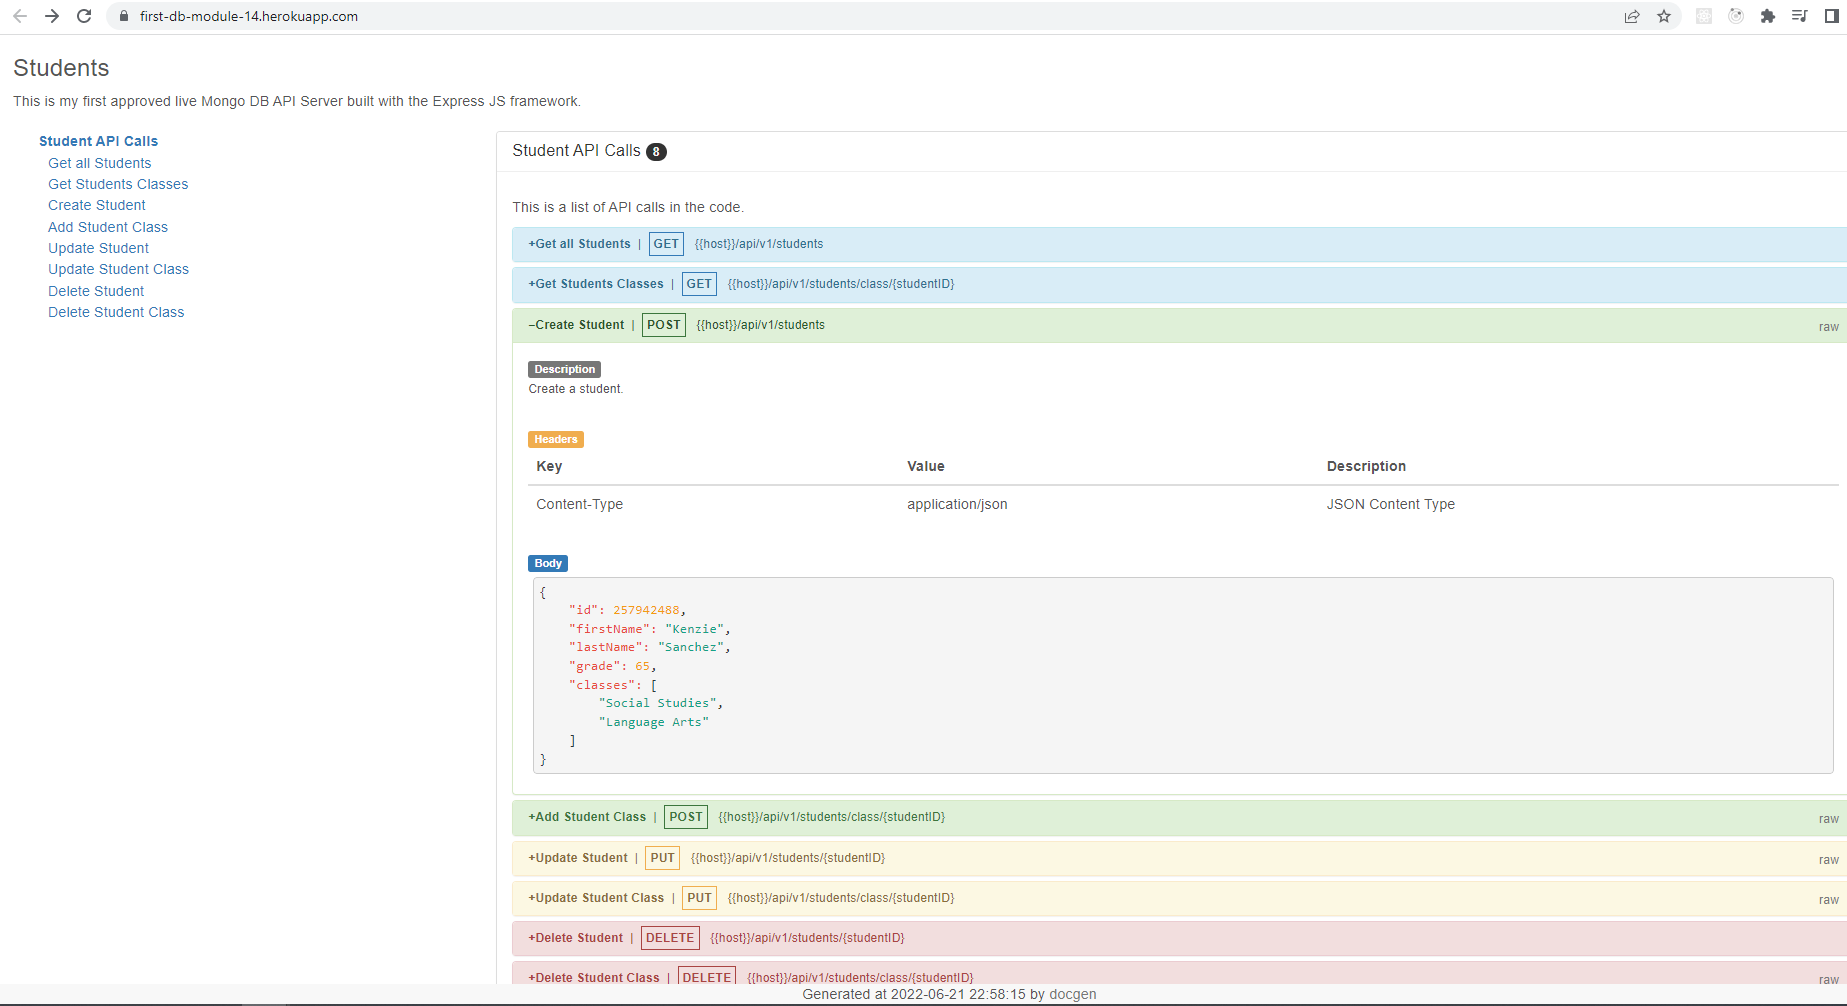 first-db-module-14.herokuapp.com
Students
This is my first approved live Mongo DB API Server built with the Express JS framework.
Student API Calls
Get all Students
Get Students Classes
Create Student
Add Student Class
Update Student
Update Student Class
Delete Student
Delete Student Class
Student API Calls 8
This is a list of API calls in the code.
+Get all Students | GET {{host}}/api/v1/students
+Get Students Classes | GET {{host}}/api/v1/students/class/{studentID}
−Create Student | POST {{host}}/api/v1/students raw
Description
Create a student.
Headers
Key Value Description
Content-Type application/json JSON Content Type
Body
{
"id": 257942488,
"firstName": "Kenzie",
"lastName": "Sanchez",
"grade": 65,
"classes": [
"Social Studies",
"Language Arts"
]
}
+Add Student Class | POST {{host}}/api/v1/students/class/{studentID} raw
+Update Student | PUT {{host}}/api/v1/students/{studentID} raw
+Update Student Class | PUT {{host}}/api/v1/students/class/{studentID} raw
+Delete Student | DELETE {{host}}/api/v1/students/{studentID} raw
+Delete Student Class | DELETE {{host}}/api/v1/students/class/{studentID} raw
Generated at 2022-06-21 22:58:15 by docgen